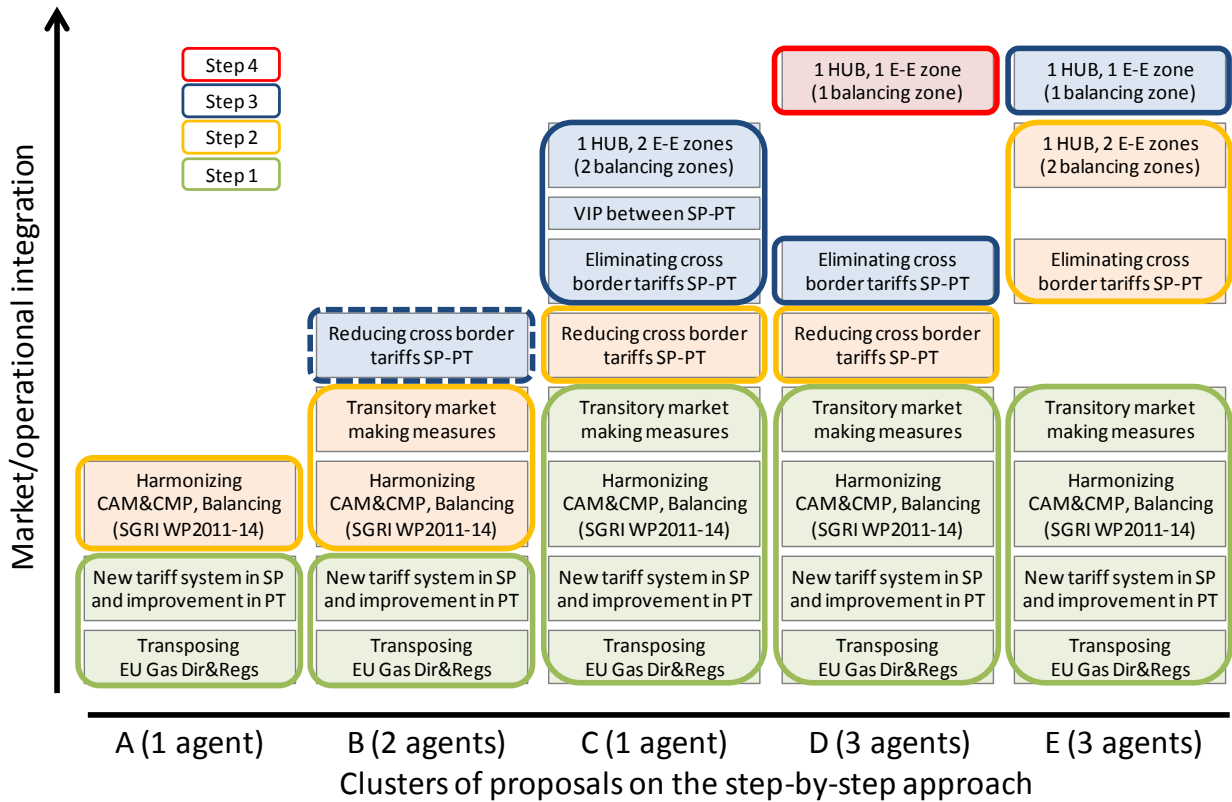 Market/operational integration
Step 4
Step 3
Step 2
Step 1
Harmonizing
CAM&CMP, Balancing
(SGRI WP2011-14)
New tariff system in SP
and improvement in PT
Transposing
EU Gas Dir&Regs
Reducing cross border
tariffs SP-PT
Transitory market
making measures
Harmonizing
CAM&CMP, Balancing
(SGRI WP2011-14)
New tariff system in SP
and improvement in PT
Transposing
EU Gas Dir&Regs
1 HUB, 2 E-E zones
(2 balancing zones)
VIP between SP-PT
Eliminating cross
border tariffs SP-PT
Reducing cross border
tariffs SP-PT
Transitory market
making measures
Harmonizing
CAM&CMP, Balancing
(SGRI WP2011-14)
New tariff system in SP
and improvement in PT
Transposing
EU Gas Dir&Regs
1 HUB, 1 E-E zone
(1 balancing zone)
Eliminating cross
border tariffs SP-PT
Reducing cross border
tariffs SP-PT
Transitory market
making measures
Harmonizing
CAM&CMP, Balancing
(SGRI WP2011-14)
New tariff system in SP
and improvement in PT
Transposing
EU Gas Dir&Regs
1 HUB, 1 E-E zone
(1 balancing zone)
1 HUB, 2 E-E zones
(2 balancing zones)
Eliminating cross
border tariffs SP-PT
Transitory market
making measures
Harmonizing
CAM&CMP, Balancing
(SGRI WP2011-14)
New tariff system in SP
and improvement in PT
Transposing
EU Gas Dir&Regs
A (1 agent)
B (2 agents)
C (1 agent)
D (3 agents)
E (3 agents)
Clusters of proposals on the step-by-step approach